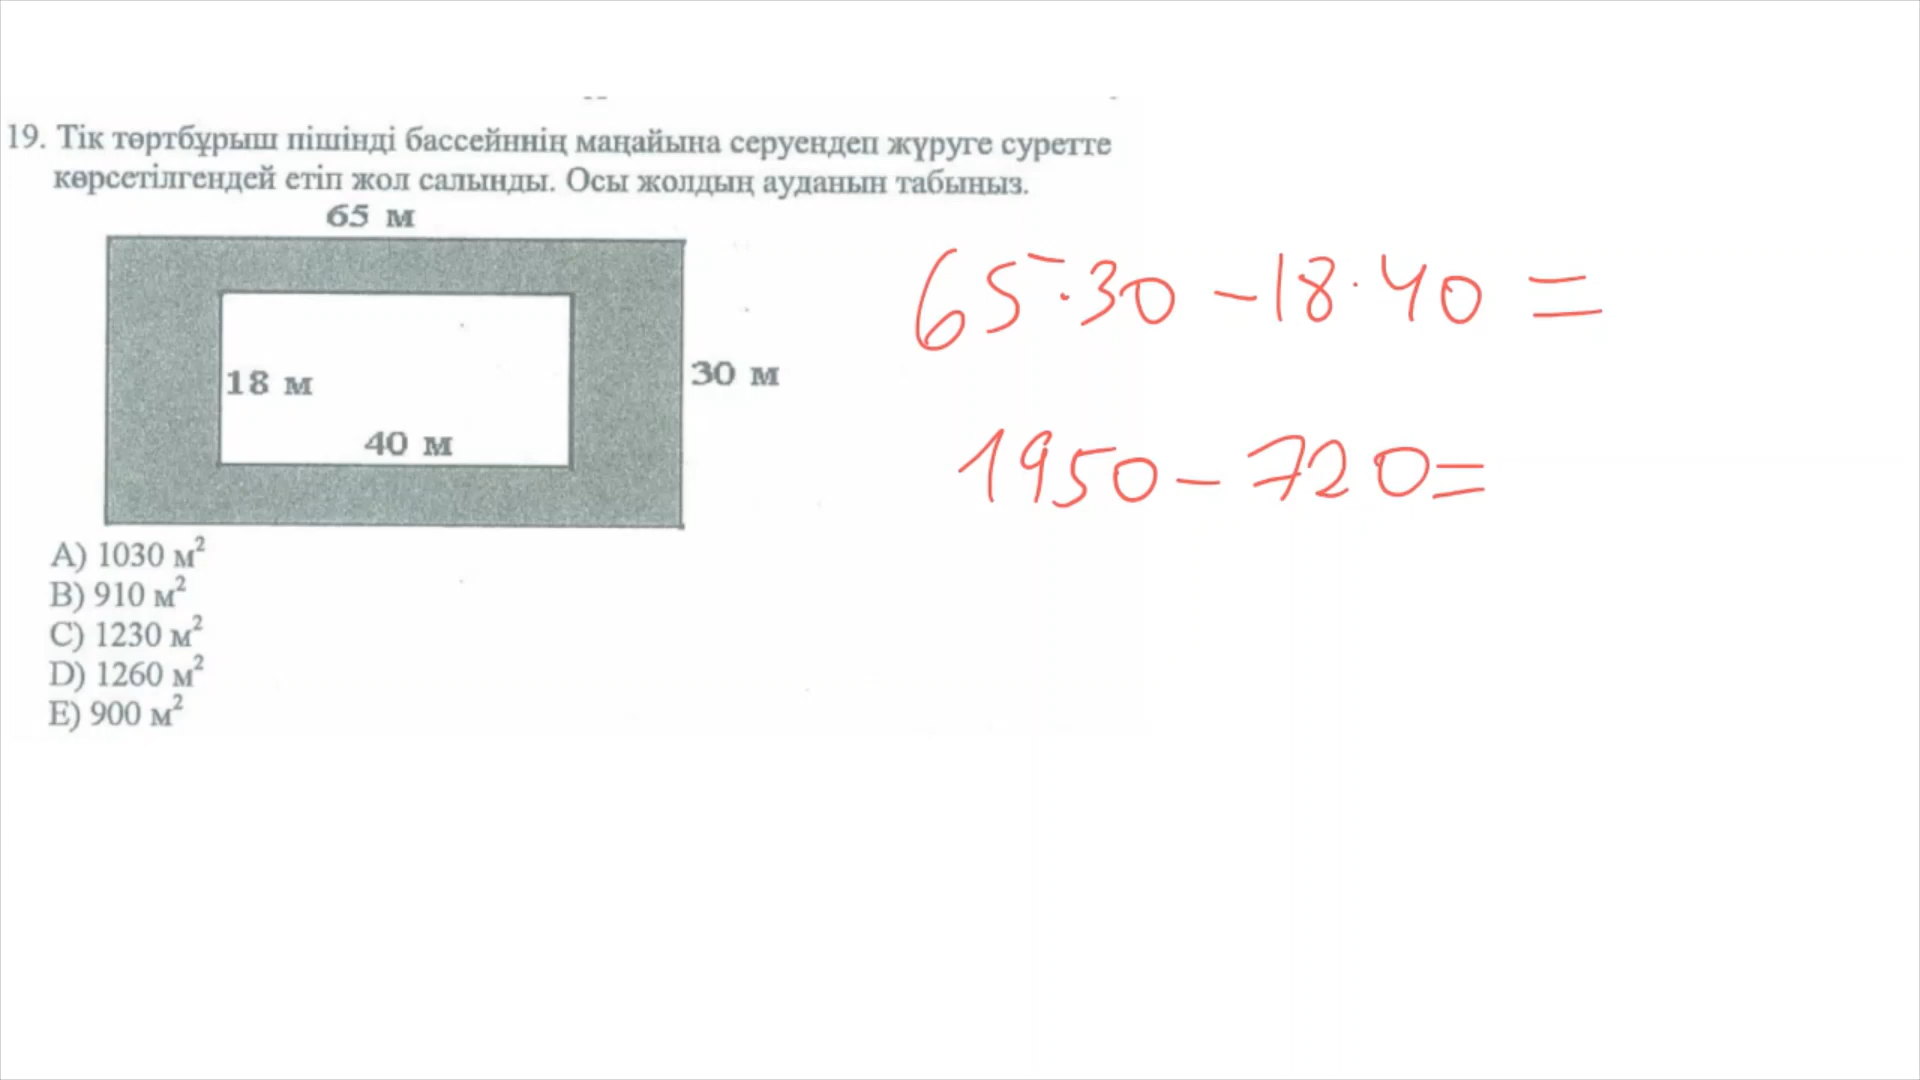 19. Тік төртбұрыш пішінді бассейннің маңайына серуендеп жүруге суретте
көрсетілгендей етіп жол салынды. Осы жолдың ауданын табыңыз.
65 м
18 м
40 м
30 м
A) 1030 м²
B) 910 м²
C) 1230 м²
D) 1260 м²
E) 900 м²
65·30-18·40=
1950-720=